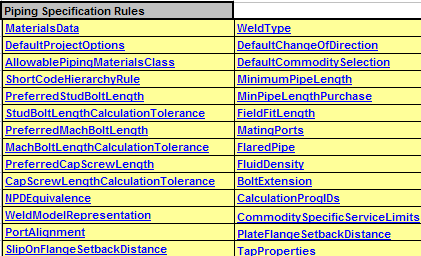 Piping Specification Rules
MaterialsData WeldType
DefaultProjectOptions DefaultChangeOfDirection
AllowablePipingMaterialsClass DefaultCommoditySelection
ShortCodeHierarchyRule MinimumPipeLength
PreferredStudBoltLength MinPipeLengthPurchase
StudBoltLengthCalculationTolerance FieldFitLength
PreferredMachBoltLength MatingPorts
MachBoltLengthCalculationTolerance FlaredPipe
PreferredCapScrewLength FluidDensity
CapScrewLengthCalculationTolerance BoltExtension
NPDEquivalence CalculationProgIDs
WeldModelRepresentation CommoditySpecificServiceLimits
PortAlignment PlateFlangeSetbackDistance
SlipOnFlangeSetbackDistance TapProperties